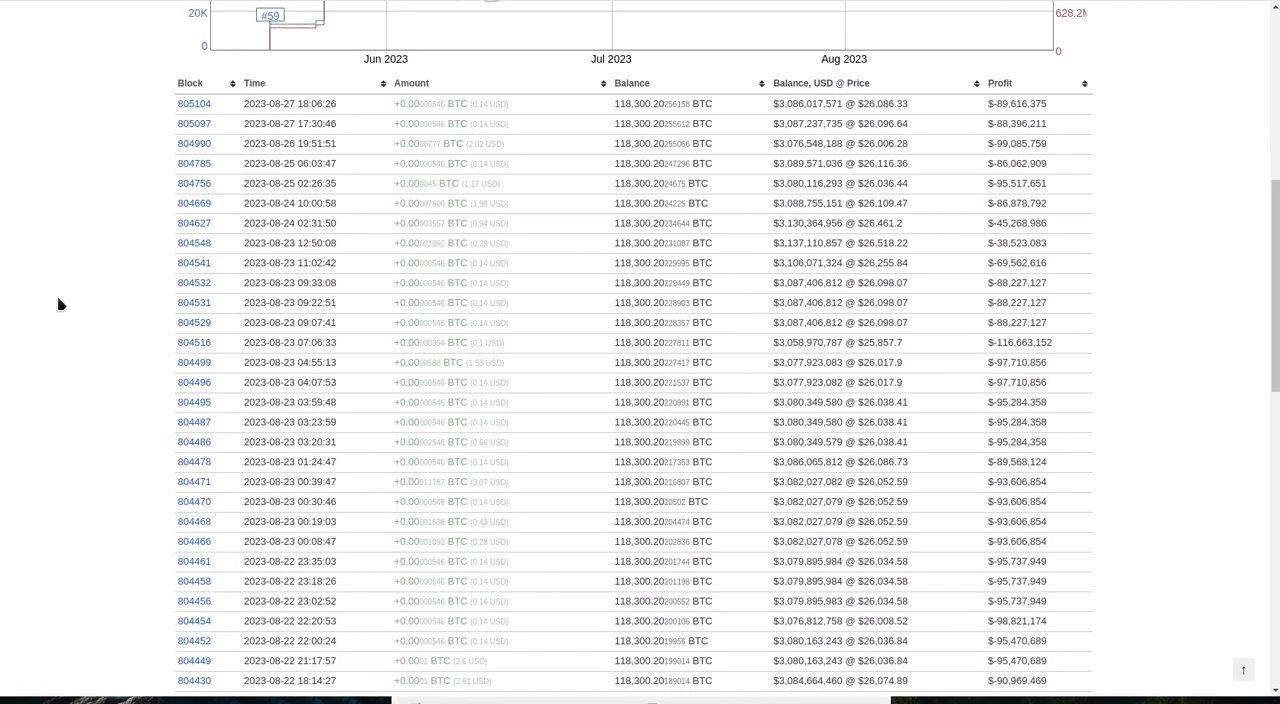 20K
#59
628.2M
0
0
Jun 2023 Jul 2023 Aug 2023
Block Time Amount Balance Balance, USD @ Price Profit
805104 2023-08-27 18:06:26 +0.00000546 BTC (0.14 USD) 118,300.20256158 BTC $3,086,017,571 @ $26,086.33 $-89,616,375
805097 2023-08-27 17:30:46 +0.00000546 BTC (0.14 USD) 118,300.20255612 BTC $3,087,237,735 @ $26,096.64 $-88,396,211
804990 2023-08-26 19:51:51 +0.0000777 BTC (2.02 USD) 118,300.20255066 BTC $3,076,548,188 @ $26,006.28 $-99,085,759
804785 2023-08-25 06:03:47 +0.00000546 BTC (0.14 USD) 118,300.20247296 BTC $3,089,571,036 @ $26,116.36 $-86,062,909
804756 2023-08-25 02:26:35 +0.000045 BTC (1.17 USD) 118,300.2024675 BTC $3,080,116,293 @ $26,036.44 $-95,517,651
804669 2023-08-24 10:00:58 +0.00007606 BTC (1.99 USD) 118,300.2024225 BTC $3,088,755,151 @ $26,109.47 $-86,878,792
804627 2023-08-24 02:31:50 +0.00003557 BTC (0.94 USD) 118,300.20234644 BTC $3,130,364,956 @ $26,461.2 $-45,268,986
804548 2023-08-23 12:50:08 +0.00001092 BTC (0.29 USD) 118,300.20231087 BTC $3,137,110,857 @ $26,518.22 $-38,523,083
804541 2023-08-23 11:02:42 +0.00000546 BTC (0.14 USD) 118,300.20229995 BTC $3,106,071,324 @ $26,255.84 $-69,562,616
804532 2023-08-23 09:33:08 +0.00000546 BTC (0.14 USD) 118,300.20229449 BTC $3,087,406,812 @ $26,098.07 $-88,227,127
804531 2023-08-23 09:22:51 +0.00000546 BTC (0.14 USD) 118,300.20228903 BTC $3,087,406,812 @ $26,098.07 $-88,227,127
804529 2023-08-23 09:07:41 +0.00000546 BTC (0.14 USD) 118,300.20228357 BTC $3,087,406,812 @ $26,098.07 $-88,227,127
804516 2023-08-23 07:06:33 +0.00000394 BTC (0.1 USD) 118,300.20227811 BTC $3,058,970,787 @ $25,857.7 $-116,663,152
804499 2023-08-23 04:55:13 +0.0000588 BTC (1.53 USD) 118,300.20227417 BTC $3,077,923,083 @ $26,017.9 $-97,710,856
804496 2023-08-23 04:07:53 +0.00000546 BTC (0.14 USD) 118,300.20221537 BTC $3,077,923,082 @ $26,017.9 $-97,710,856
804495 2023-08-23 03:59:48 +0.00000546 BTC (0.14 USD) 118,300.20220991 BTC $3,080,349,580 @ $26,038.41 $-95,284,358
804487 2023-08-23 03:23:59 +0.00000546 BTC (0.14 USD) 118,300.20220445 BTC $3,080,349,580 @ $26,038.41 $-95,284,358
804486 2023-08-23 03:20:31 +0.00002546 BTC (0.66 USD) 118,300.20219899 BTC $3,080,349,579 @ $26,038.41 $-95,284,358
804478 2023-08-23 01:24:47 +0.00000546 BTC (0.14 USD) 118,300.20217353 BTC $3,086,065,812 @ $26,086.73 $-89,568,124
804471 2023-08-23 00:39:47 +0.00011787 BTC (3.07 USD) 118,300.20216807 BTC $3,082,027,082 @ $26,052.59 $-93,606,854
804470 2023-08-23 00:30:46 +0.00000546 BTC (0.14 USD) 118,300.2020502 BTC $3,082,027,079 @ $26,052.59 $-93,606,854
804468 2023-08-23 00:19:03 +0.00001638 BTC (0.43 USD) 118,300.20204474 BTC $3,082,027,079 @ $26,052.59 $-93,606,854
804466 2023-08-23 00:08:47 +0.00001092 BTC (0.28 USD) 118,300.20202836 BTC $3,082,027,078 @ $26,052.59 $-93,606,854
804461 2023-08-22 23:35:03 +0.00000546 BTC (0.14 USD) 118,300.20201744 BTC $3,079,895,984 @ $26,034.58 $-95,737,949
804458 2023-08-22 23:18:26 +0.00000546 BTC (0.14 USD) 118,300.20201198 BTC $3,079,895,984 @ $26,034.58 $-95,737,949
804456 2023-08-22 23:02:52 +0.00000546 BTC (0.14 USD) 118,300.20200652 BTC $3,079,895,983 @ $26,034.58 $-95,737,949
804454 2023-08-22 22:20:53 +0.00000546 BTC (0.14 USD) 118,300.20200106 BTC $3,076,812,758 @ $26,008.52 $-98,821,174
804452 2023-08-22 22:00:24 +0.00000546 BTC (0.14 USD) 118,300.2019956 BTC $3,080,163,243 @ $26,036.84 $-95,470,689
804449 2023-08-22 21:17:57 +0.0001 BTC (2.6 USD) 118,300.20199014 BTC $3,080,163,243 @ $26,036.84 $-95,470,689
804430 2023-08-22 18:14:27 +0.0001 BTC (2.61 USD) 118,300.20189014 BTC $3,084,664,460 @ $26,074.89 $-90,969,469